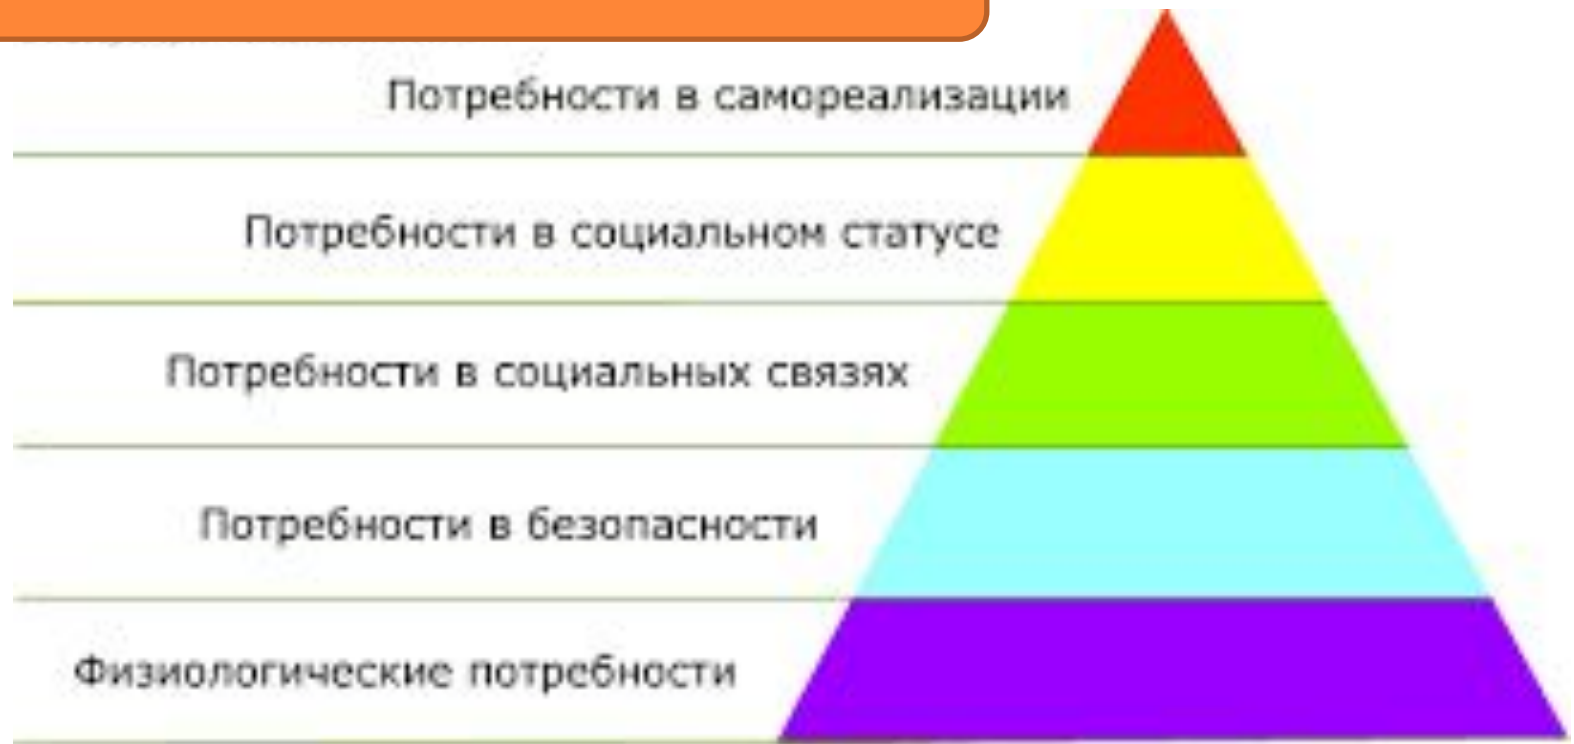 Потребности в самореализации
Потребности в социальном статусе
Потребности в социальных связях
Потребности в безопасности
Физиологические потребности